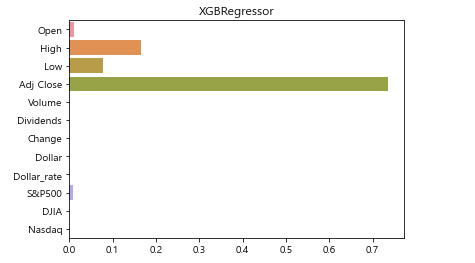 XGBRegressor
Open
High
Low
Adj Close
Volume
Dividends
Change
Dollar
Dollar_rate
S&P500
DJIA
Nasdaq
0.0 0.1 0.2 0.3 0.4 0.5 0.6 0.7